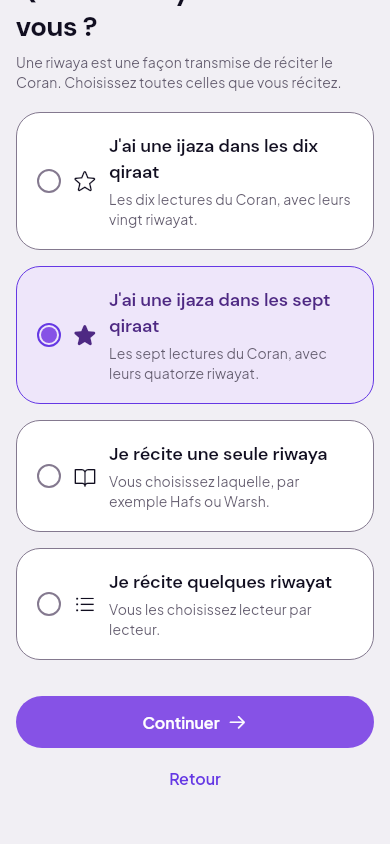 vous ?
Une riwaya est une façon transmise de réciter le
Coran. Choisissez toutes celles que vous récitez.
J'ai une ijaza dans les dix
qiraat
Les dix lectures du Coran, avec leurs
vingt riwayat.
J'ai une ijaza dans les sept
qiraat
Les sept lectures du Coran, avec
leurs quatorze riwayat.
Je récite une seule riwaya
Vous choisissez laquelle, par
exemple Hafs ou Warsh.
Je récite quelques riwayat
Vous les choisissez lecteur par
lecteur.
Continuer →
Retour